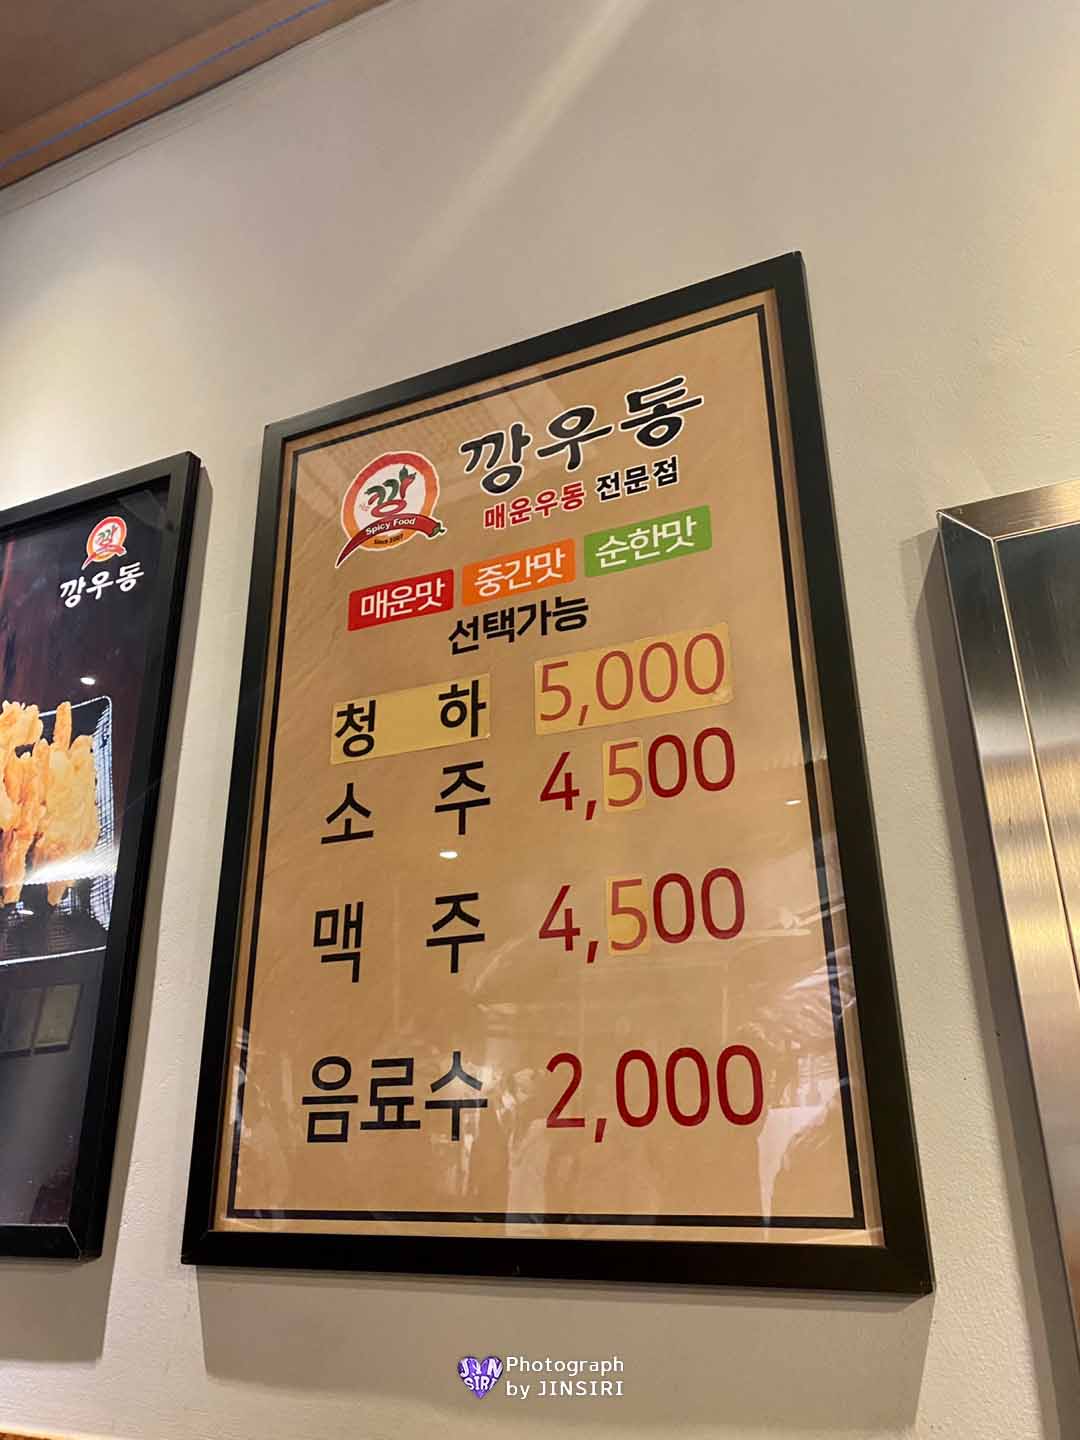 깡우동
깡
Spicy Food
Since 2007
깡우동
매운우동 전문점
매운맛 중간맛 순한맛
선택가능
청 하 5,000
소 주 4,500
맥 주 4,500
음료수 2,000
JIN
SIRI
Photograph
by JINSIRI